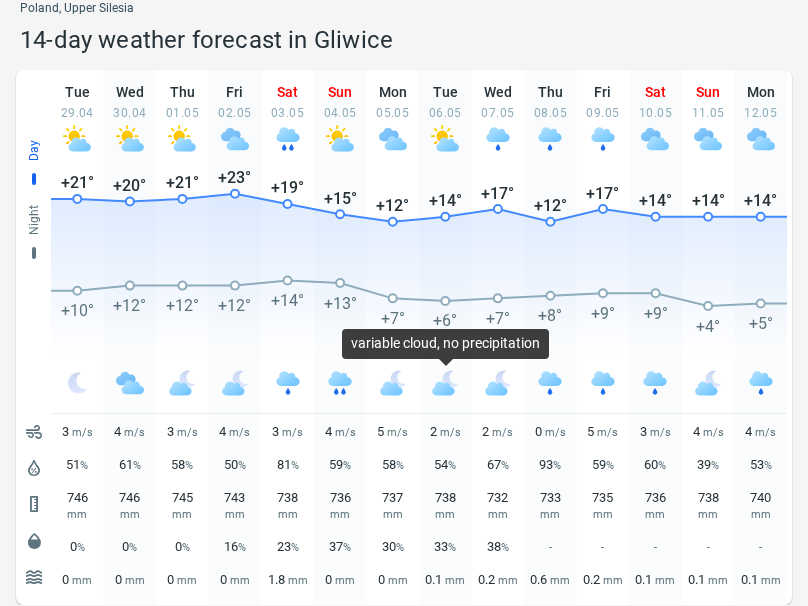 Poland, Upper Silesia
14-day weather forecast in Gliwice
Tue Wed Thu Fri Sat Sun Mon Tue Wed Thu Fri Sat Sun Mon
29.04 30.04 01.05 02.05 03.05 04.05 05.05 06.05 07.05 08.05 09.05 10.05 11.05 12.05
Day
+21° +20° +21° +23° +19° +15° +12° +14° +17° +12° +17° +14° +14° +14°
Night
+10° +12° +12° +12° +14° +13° +7° +6° +7° +8° +9° +9° +4° +5°
variable cloud, no precipitation
3 m/s 4 m/s 3 m/s 4 m/s 3 m/s 4 m/s 5 m/s 2 m/s 2 m/s 0 m/s 5 m/s 3 m/s 4 m/s 4 m/s
51% 61% 58% 50% 81% 59% 58% 54% 67% 93% 59% 60% 39% 53%
746 746 745 743 738 736 737 738 732 733 735 736 738 740
mm mm mm mm mm mm mm mm mm mm mm mm mm mm
0% 0% 0% 16% 23% 37% 30% 33% 38% - - - - -
0 mm 0 mm 0 mm 0 mm 1.8 mm 0 mm 0 mm 0.1 mm 0.2 mm 0.6 mm 0.2 mm 0.1 mm 0.1 mm 0.1 mm